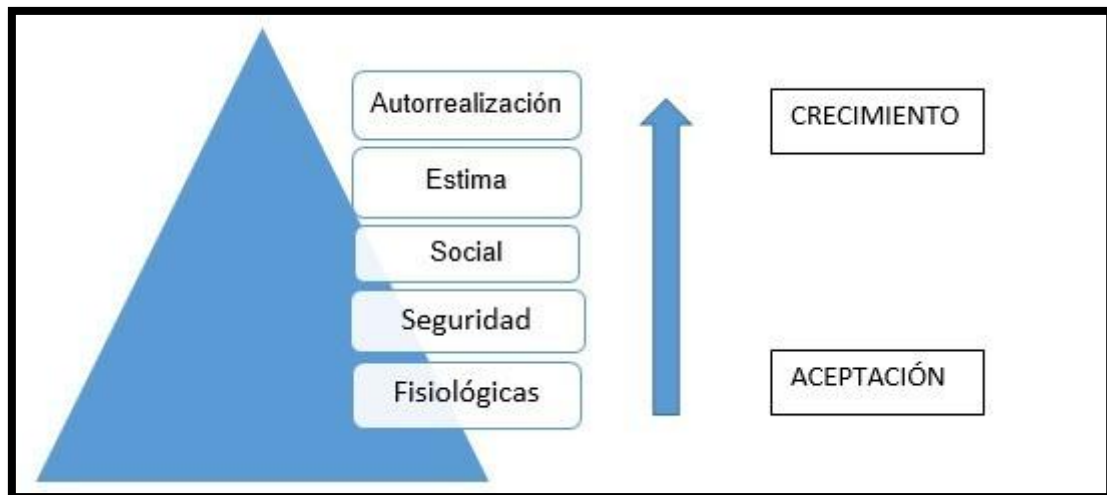 Autorrealización
Estima
Social
Seguridad
Fisiológicas
CRECIMIENTO
ACEPTACIÓN